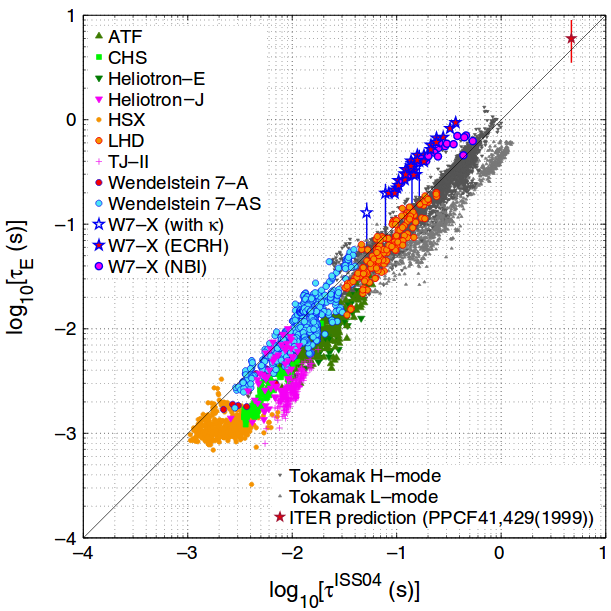 1
0
−1
−2
−3
−4
−4
−3
−2
−1
0
1
log10[τE (s)]
log10[τISS04 (s)]
ATF
CHS
Heliotron−E
Heliotron−J
HSX
LHD
TJ−II
Wendelstein 7−A
Wendelstein 7−AS
W7−X (with κ)
W7−X (ECRH)
W7−X (NBI)
Tokamak H−mode
Tokamak L−mode
ITER prediction (PPCF41,429(1999))